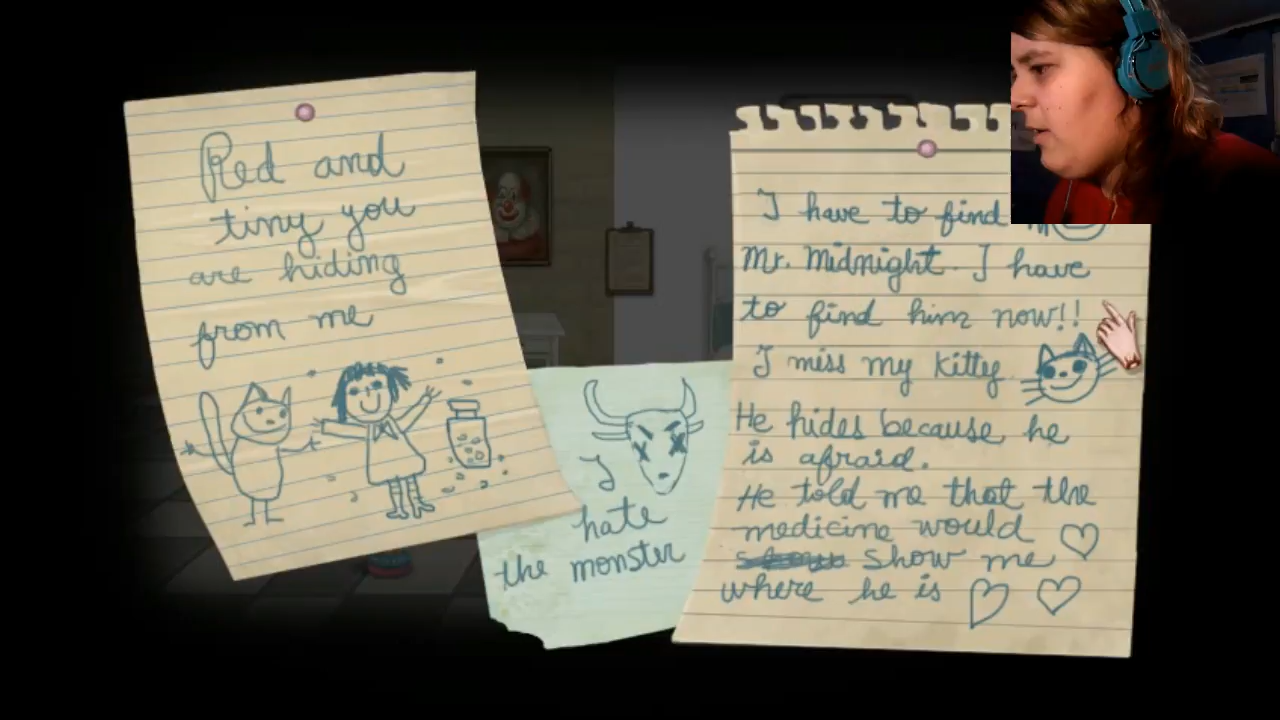 Red and
tiny you
are hiding
from me
I
hate
the monster
I have to find
Mr. Midnight. I have
to find him now!!
I miss my Kitty
He hides because he
is afraid.
He told me that the
medicine would
show me
where he is